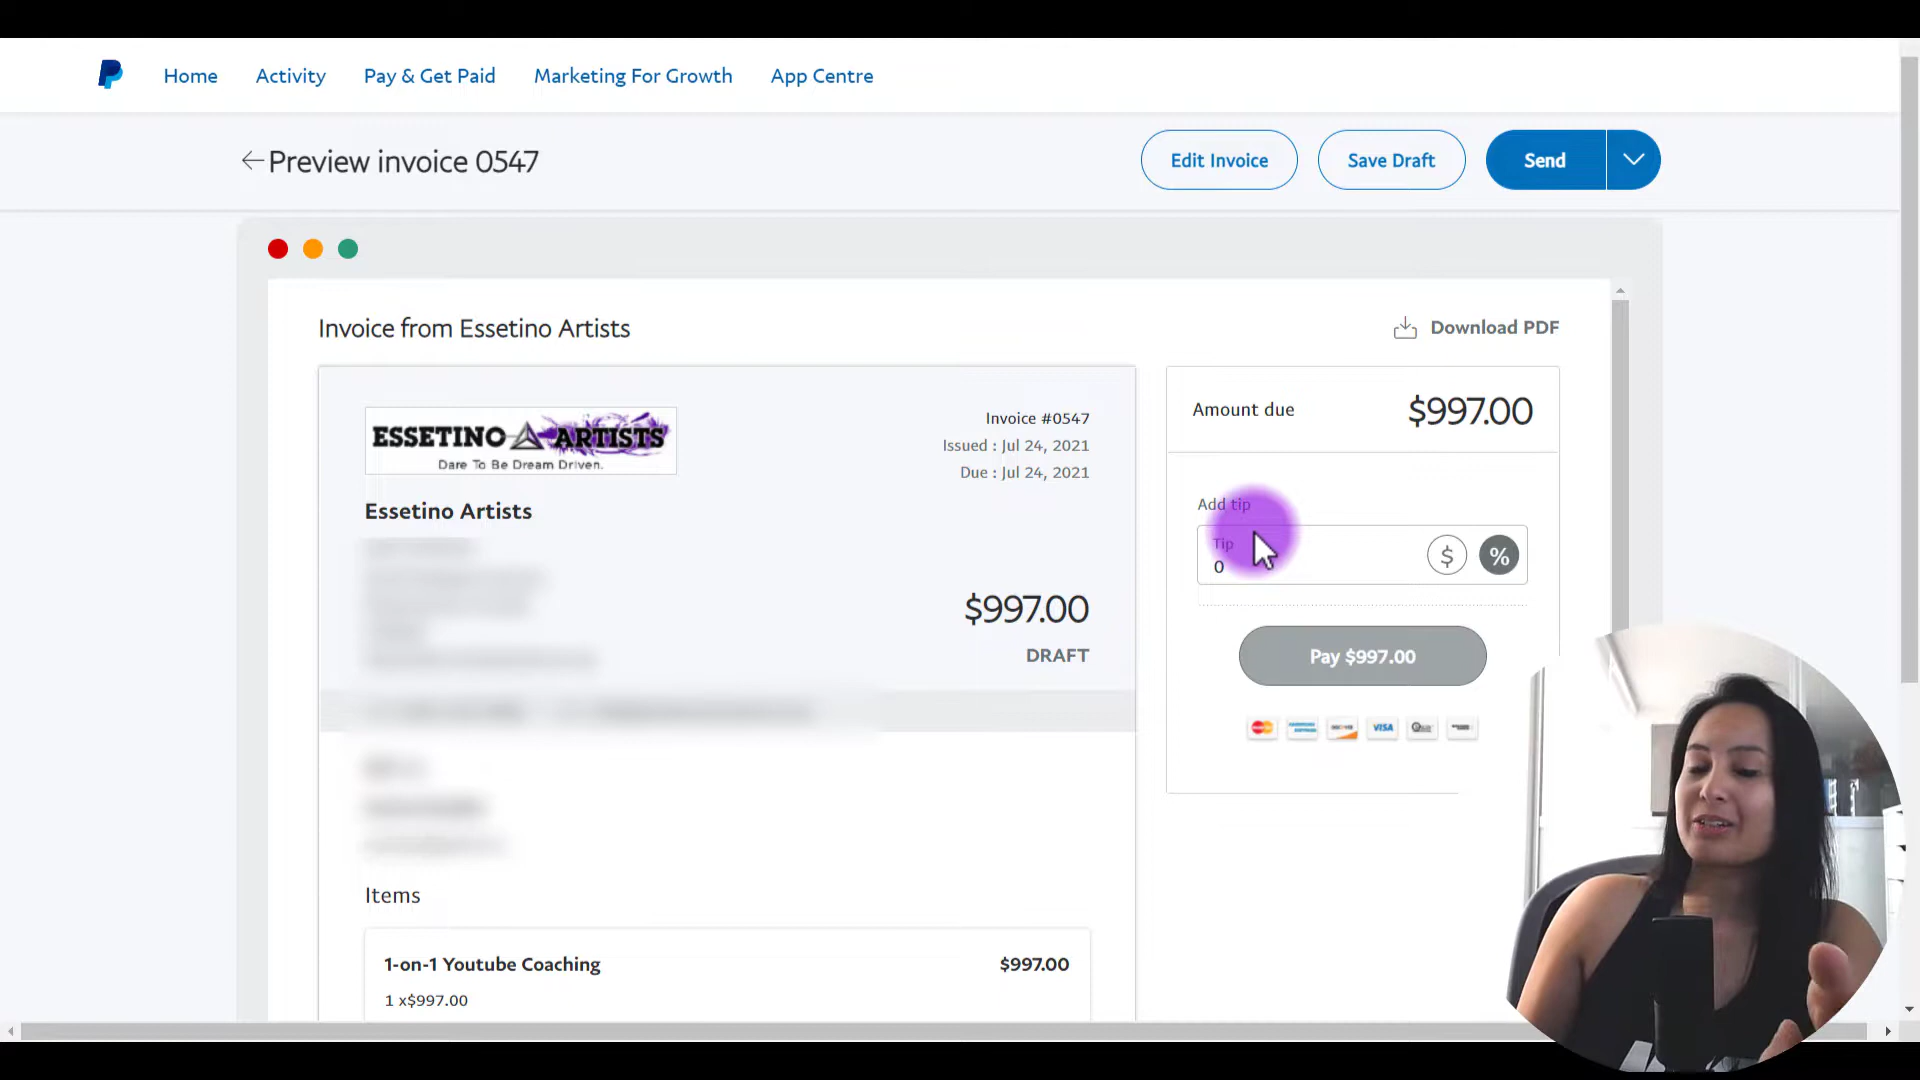 Home Activity Pay & Get Paid Marketing For Growth App Centre
Preview invoice 0547
Edit Invoice Save Draft Send
Invoice from Essetino Artists
Download PDF
ESSETINO ARTISTS
Dare To Be Dream Driven.
Invoice #0547
Issued : Jul 24, 2021
Due : Jul 24, 2021
Essetino Artists
$997.00
DRAFT
Amount due $997.00
Add tip
Tip
0
$ %
Pay $997.00
VISA
Items
1-on-1 Youtube Coaching $997.00
1 x$997.00